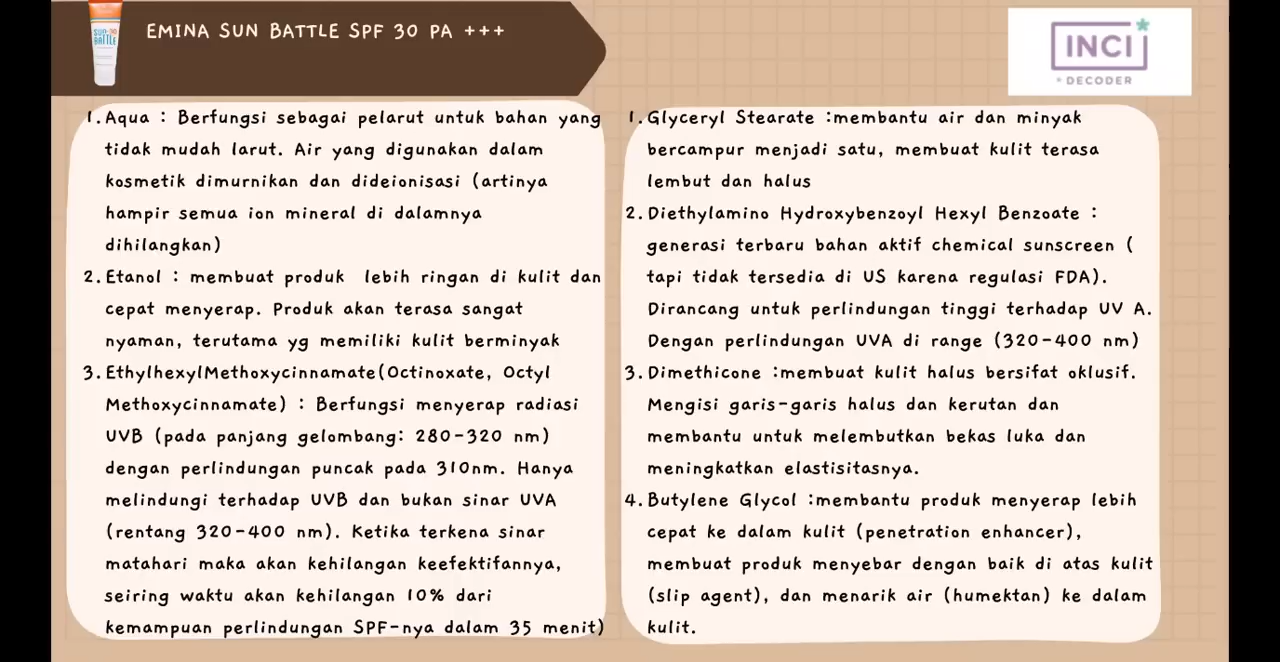 EMINA SUN BATTLE SPF 30 PA +++
SUN
BATTLE
INCI
DECODER
1. Aqua : Berfungsi sebagai pelarut untuk bahan yang
tidak mudah larut. Air yang digunakan dalam
kosmetik dimurnikan dan dideionisasi (artinya
hampir semua ion mineral di dalamnya
dihilangkan)
2. Etanol : membuat produk lebih ringan di kulit dan
cepat menyerap. Produk akan terasa sangat
nyaman, terutama yg memiliki kulit berminyak
3. EthylhexylMethoxycinnamate(Octinoxate, Octyl
Methoxycinnamate) : Berfungsi menyerap radiasi
UVB (pada panjang gelombang: 280-320 nm)
dengan perlindungan puncak pada 310nm. Hanya
melindungi terhadap UVB dan bukan sinar UVA
(rentang 320-400 nm). Ketika terkena sinar
matahari maka akan kehilangan keefektifannya,
seiring waktu akan kehilangan 10% dari
kemampuan perlindungan SPF-nya dalam 35 menit)
1. Glyceryl Stearate :membantu air dan minyak
bercampur menjadi satu, membuat kulit terasa
lembut dan halus
2. Diethylamino Hydroxybenzoyl Hexyl Benzoate :
generasi terbaru bahan aktif chemical sunscreen (
tapi tidak tersedia di US karena regulasi FDA).
Dirancang untuk perlindungan tinggi terhadap UV A.
Dengan perlindungan UVA di range (320-400 nm)
3. Dimethicone :membuat kulit halus bersifat oklusif.
Mengisi garis-garis halus dan kerutan dan
membantu untuk melembutkan bekas luka dan
meningkatkan elastisitasnya.
4. Butylene Glycol :membantu produk menyerap lebih
cepat ke dalam kulit (penetration enhancer),
membuat produk menyebar dengan baik di atas kulit
(slip agent), dan menarik air (humektan) ke dalam
kulit.